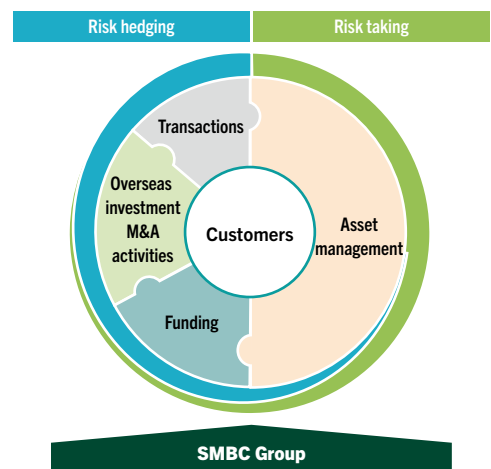 Risk hedging
Risk taking
Transactions
Overseas
investment
M&A
activities
Customers
Asset
management
Funding
SMBC Group